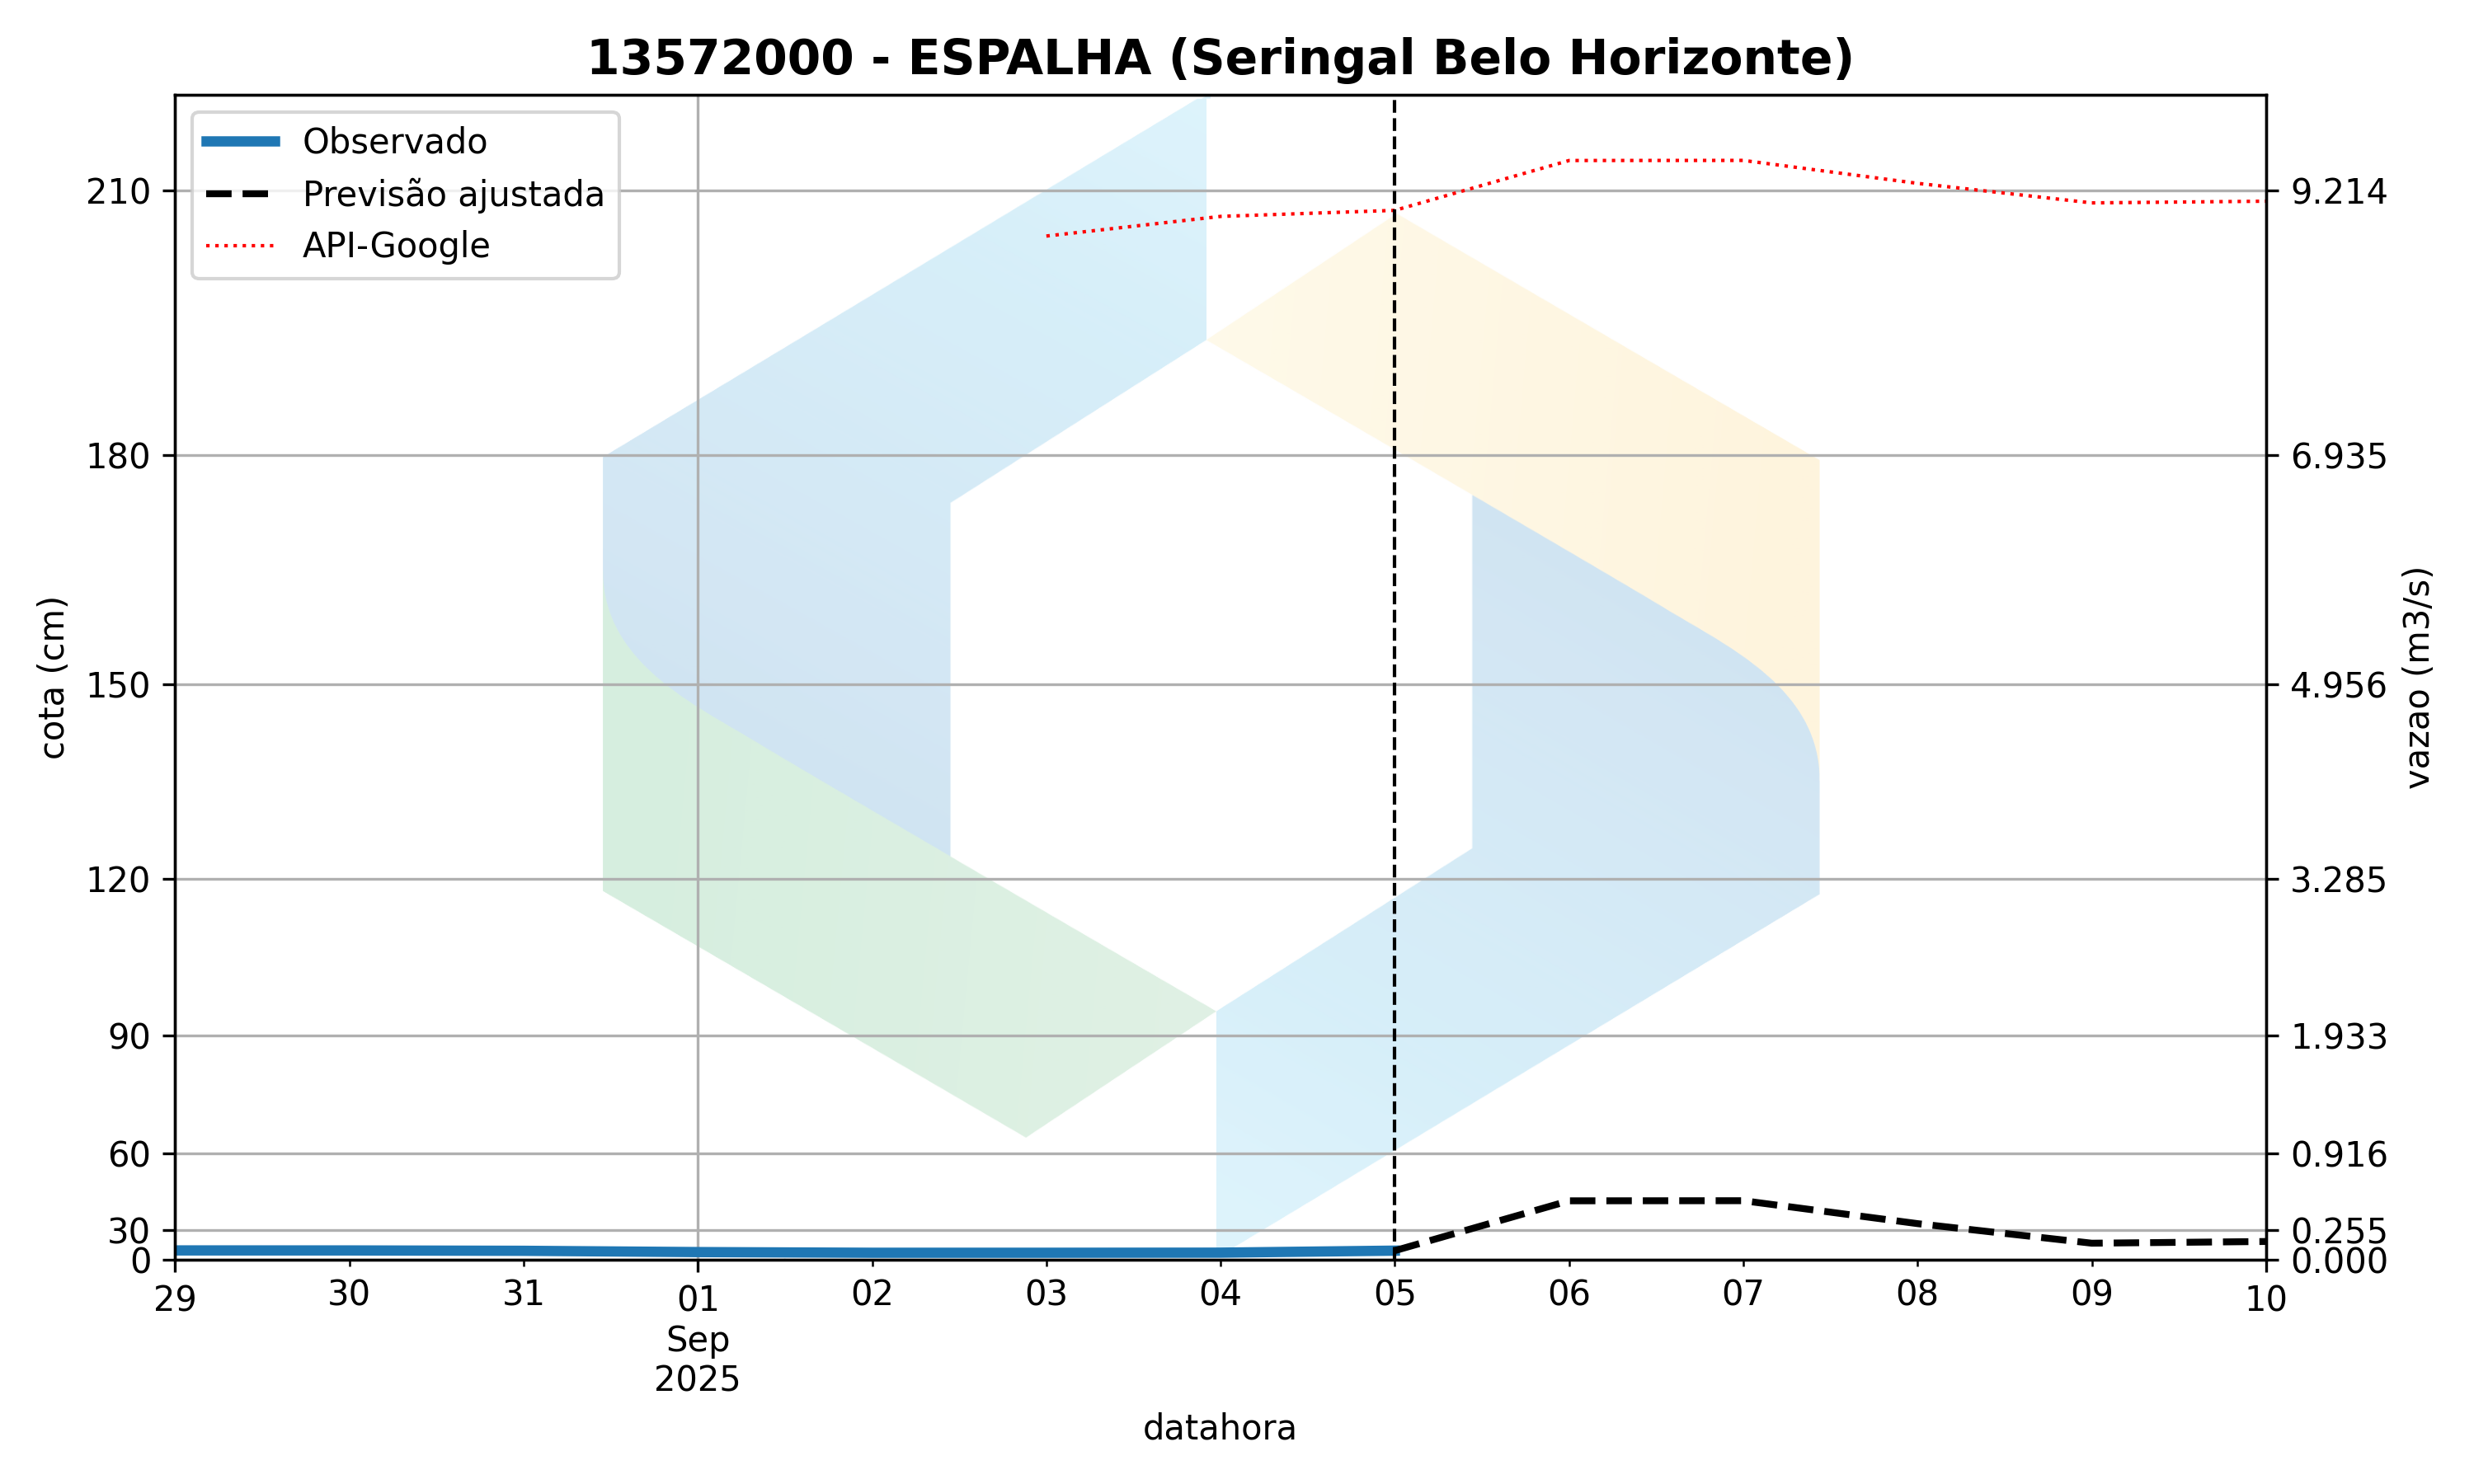 13572000 - ESPALHA (Seringal Belo Horizonte)
Observado
Previsão ajustada
API-Google
cota (cm)
210
180
150
120
90
60
30
0
9.214
6.935
4.956
3.285
1.933
0.916
0.255
0.000
vazao (m3/s)
29 30 31 01 02 03 04 05 06 07 08 09 10
Sep
2025
datahora